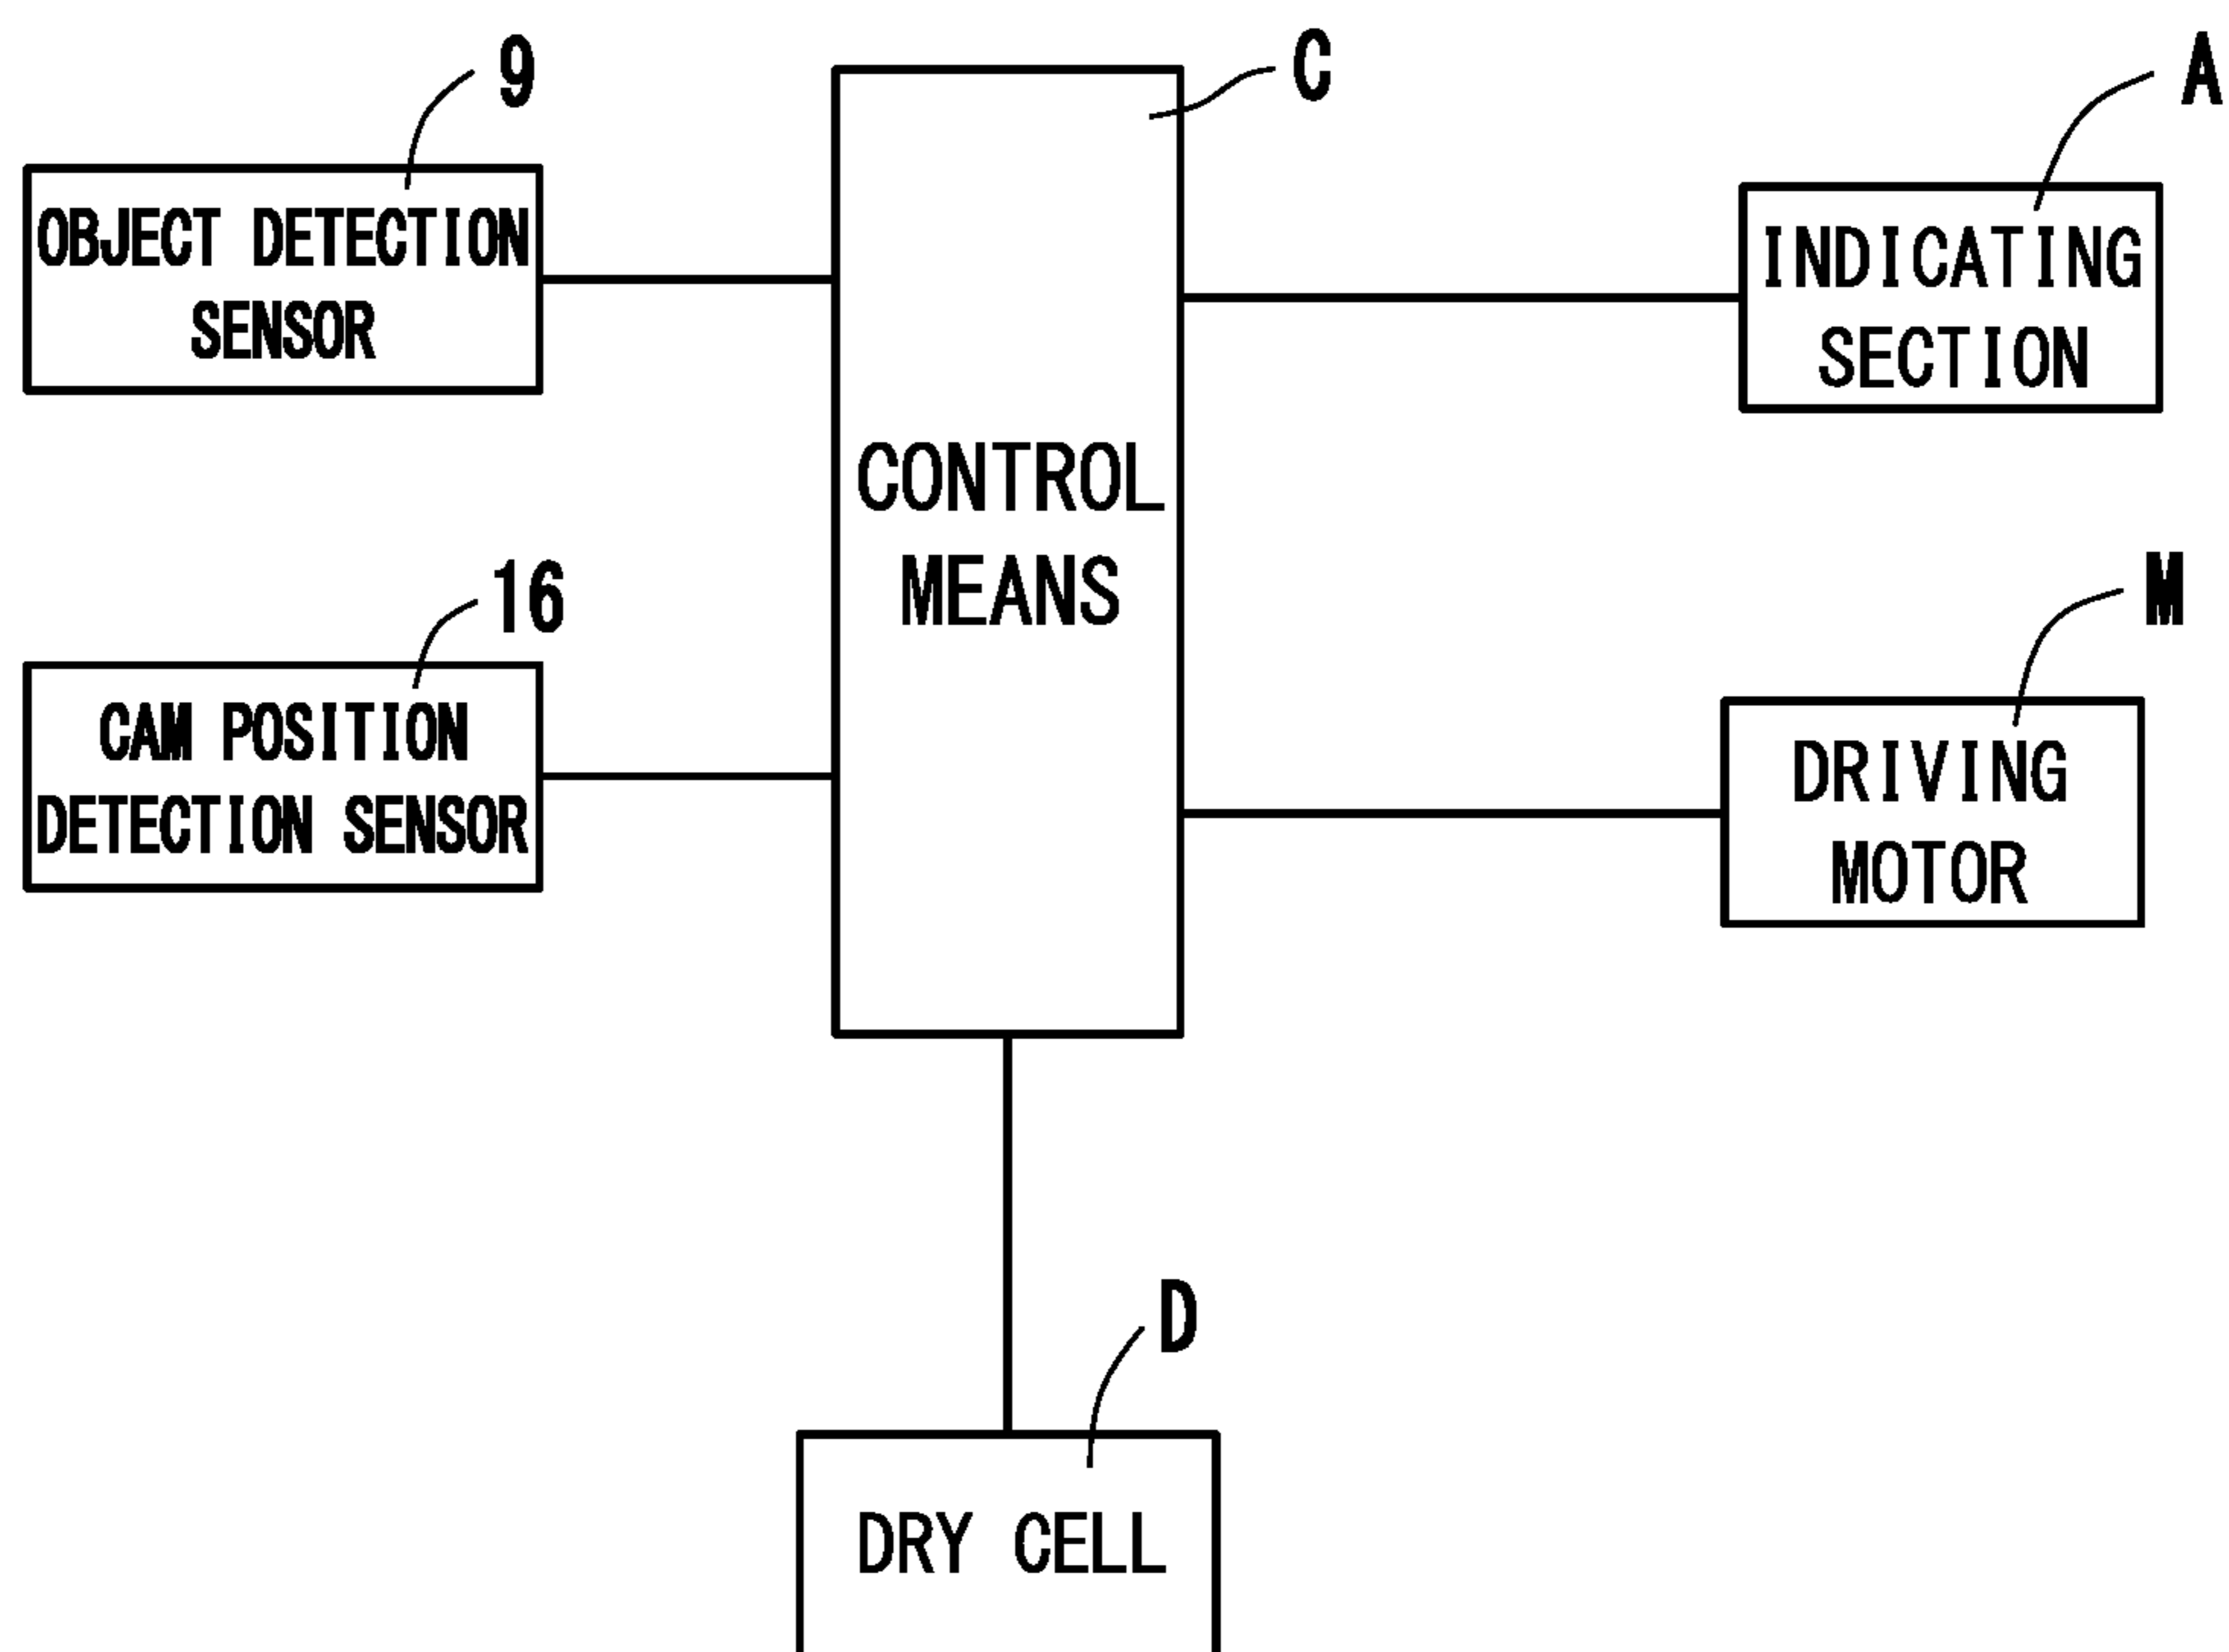 9
C
A
OBJECT DETECTION
SENSOR
INDICATING
SECTION
CONTROL
MEANS
16
M
CAM POSITION
DETECTION SENSOR
DRIVING
MOTOR
D
DRY CELL